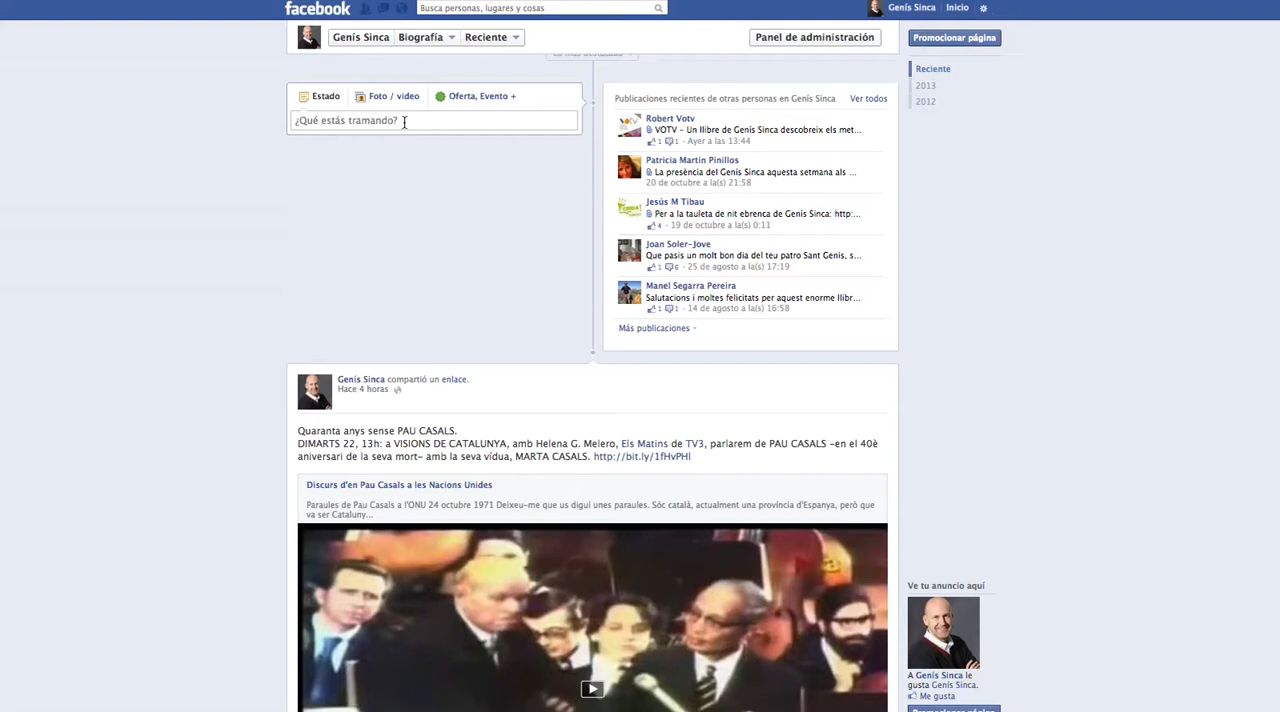 facebook
Busca personas, lugares y cosas
Genís Sinca
Inicio
Genís Sinca
Biografía
Reciente
Panel de administración
Promocionar página
Reciente
2013
2012
Estado
Foto / video
Oferta, Evento +
¿Qué estás tramando?
Publicaciones recientes de otras personas en Genís Sinca
Ver todos
Robert Votv
VOTV - Un llibre de Genís Sinca descobreix els met...
1 1 · Ayer a las 13:44
Patricia Martin Pinillos
La presència del Genís Sinca aquesta setmana als ...
20 de octubre a la(s) 21:58
Jesús M Tibau
Per a la tauleta de nit ebrenca de Genís Sinca: http:...
4 · 19 de octubre a la(s) 0:11
Joan Soler-Jove
Que pasis un molt bon dia del teu patro Sant Genis, s...
1 6 · 25 de agosto a la(s) 17:19
Manel Segarra Pereira
Salutacions i moltes felicitats per aquest enorme llibr...
1 1 · 14 de agosto a la(s) 16:58
Más publicaciones
Genís Sinca compartió un enlace.
Hace 4 horas
Quaranta anys sense PAU CASALS.
DIMARTS 22, 13h: a VISIONS DE CATALUNYA, amb Helena G. Melero, Els Matins de TV3, parlarem de PAU CASALS -en el 40è
aniversari de la seva mort- amb la seva vídua, MARTA CASALS. http://bit.ly/1fHvPHl
Discurs d'en Pau Casals a les Nacions Unides
Paraules de Pau Casals a l'ONU 24 octubre 1971 Deixeu-me que us digui unes paraules. Sóc català, actualment una província d'Espanya, però que
va ser Cataluny...
Ve tu anuncio aquí
A Genís Sinca le
gusta Genís Sinca.
Me gusta
Promocionar página